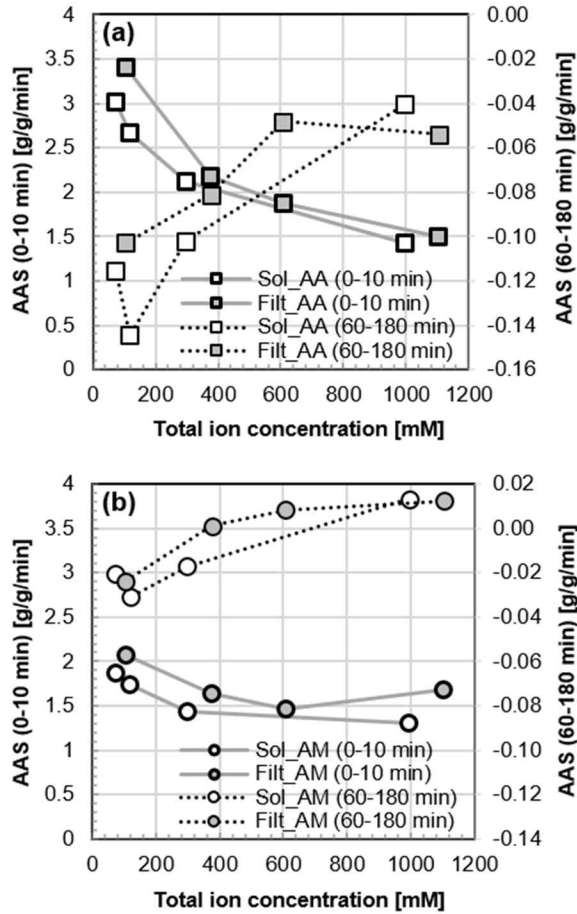 (a)
4
3.5
3
2.5
2
1.5
1
0.5
0
AAS (0-10 min) [g/g/min]
0.00
-0.02
-0.04
-0.06
-0.08
-0.10
-0.12
-0.14
-0.16
AAS (60-180 min) [g/g/min]
Sol_AA (0-10 min)
Filt_AA (0-10 min)
Sol_AA (60-180 min)
Filt_AA (60-180 min)
0 200 400 600 800 1000 1200
Total ion concentration [mM]
(b)
4
3.5
3
2.5
2
1.5
1
0.5
0
AAS (0-10 min) [g/g/min]
0.02
0.00
-0.02
-0.04
-0.06
-0.08
-0.10
-0.12
-0.14
AAS (60-180 min) [g/g/min]
Sol_AM (0-10 min)
Filt_AM (0-10 min)
Sol_AM (60-180 min)
Filt_AM (60-180 min)
0 200 400 600 800 1000 1200
Total ion concentration [mM]